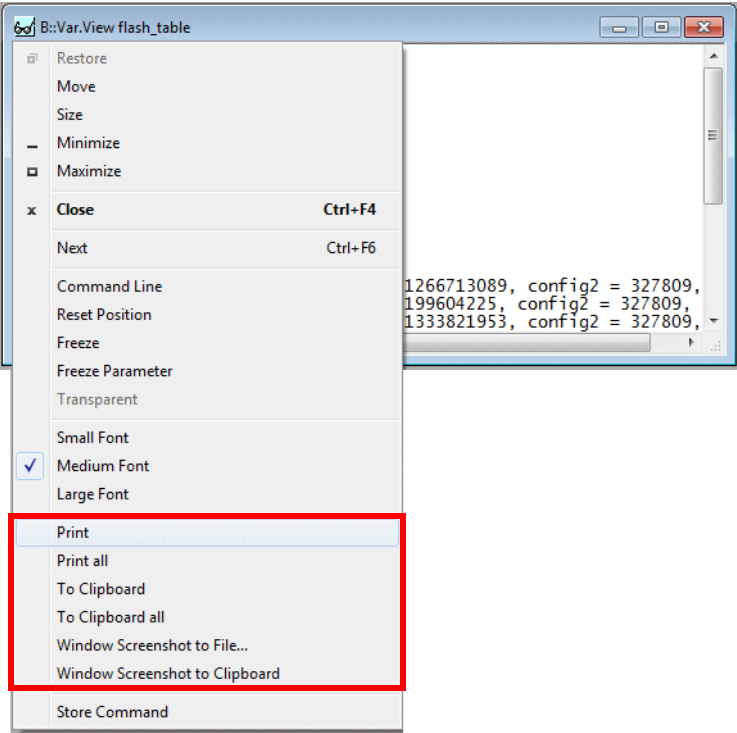 B::Var.View flash_table
Restore
Move
Size
Minimize
Maximize
Close Ctrl+F4
Next Ctrl+F6
Command Line
1266713089, config2 = 327809,
199604225, config2 = 327809,
Reset Position
1333821953, config2 = 327809,
Freeze
Freeze Parameter
Transparent
Small Font
Medium Font
Large Font
Print
Print all
To Clipboard
To Clipboard all
Window Screenshot to File...
Window Screenshot to Clipboard
Store Command